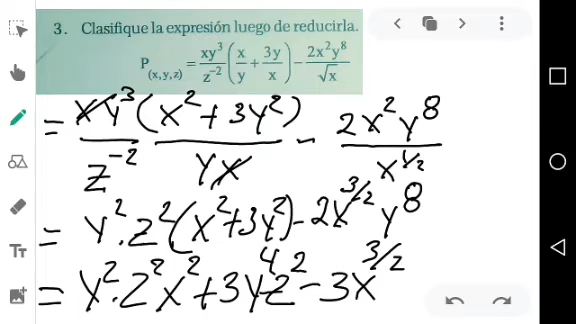 3. Clasifique la expresión luego de reducirla.
P(x,y,z) = xy³/z⁻² (x/y + 3y/x) − 2x²y⁸/√x
= xy³/z⁻² (x²+3y²)/yx − 2x²y⁸/x^(1/2)
= y².z²(x²+3y²)−2x^(3/2) y⁸
= y².z²x²+3y⁴z²−3x^(3/2)
Tt